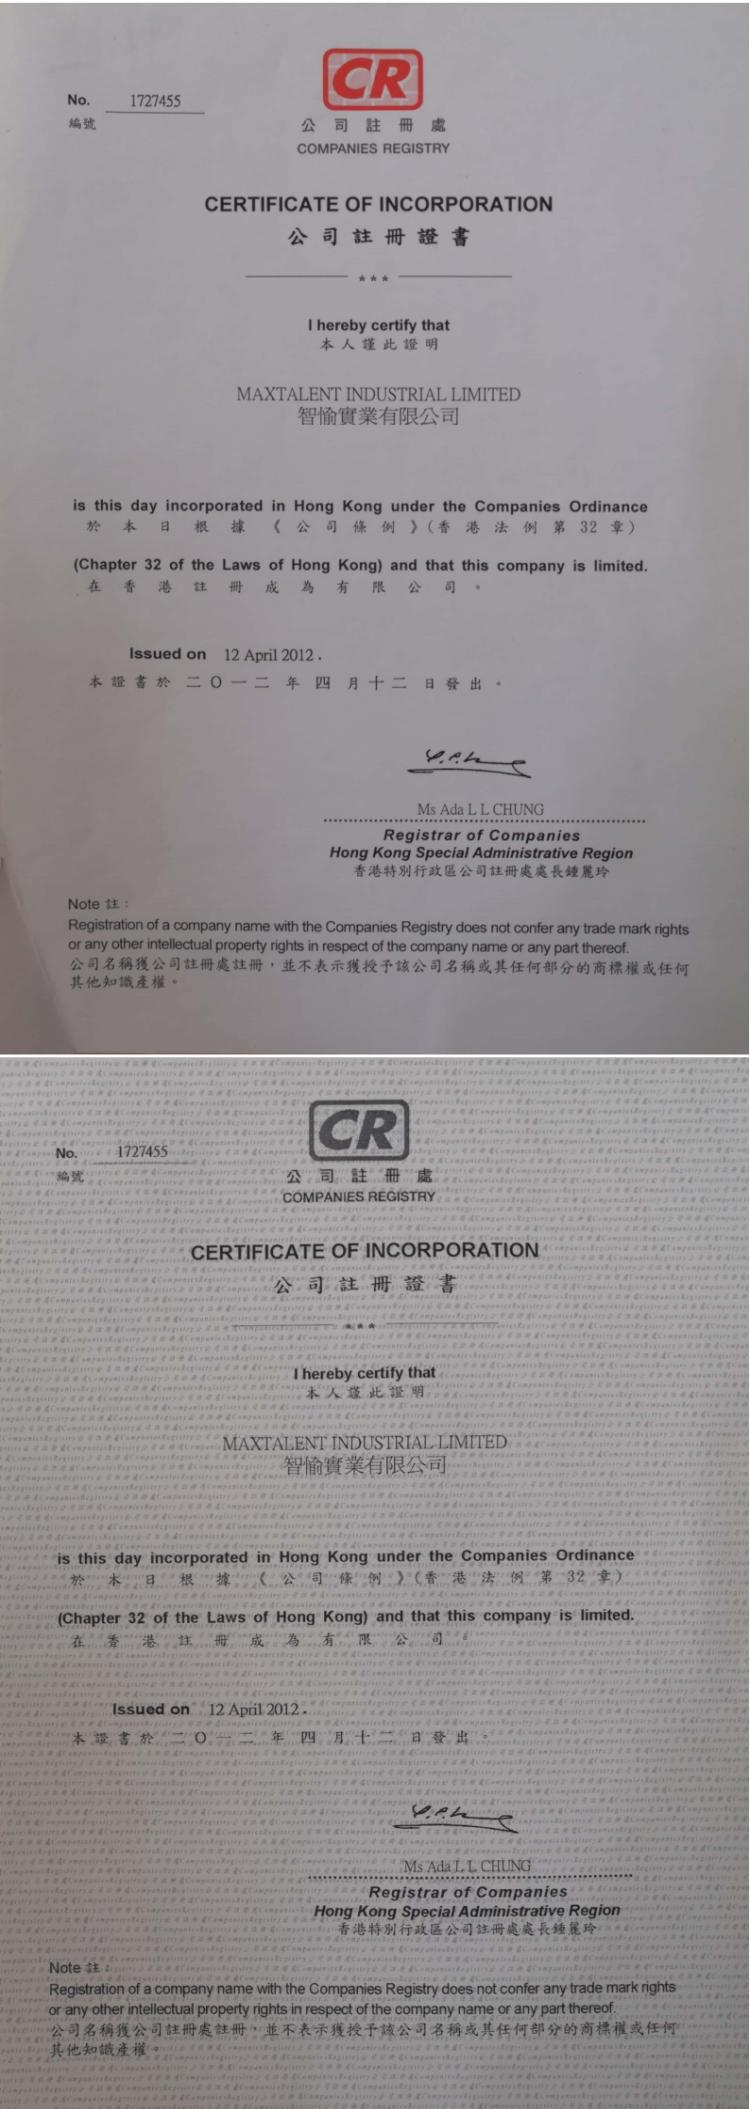 CR
No. 1727455
編號
公司註冊處
COMPANIES REGISTRY
CERTIFICATE OF INCORPORATION
公司註冊證書
***
I hereby certify that
本人謹此證明
MAXTALENT INDUSTRIAL LIMITED
智愉實業有限公司
is this day incorporated in Hong Kong under the Companies Ordinance
於本日根據《公司條例》(香港法例第32章)
(Chapter 32 of the Laws of Hong Kong) and that this company is limited.
在香港註冊成為有限公司。
Issued on 12 April 2012.
本證書於二O一二年四月十二日發出。
Ms Ada L L CHUNG
Registrar of Companies
Hong Kong Special Administrative Region
香港特別行政區公司註冊處處長鍾麗玲
Note 註:
Registration of a company name with the Companies Registry does not confer any trade mark rights
or any other intellectual property rights in respect of the company name or any part thereof.
公司名稱獲公司註冊處註冊,並不表示獲授予該公司名稱或其任何部分的商標權或任何
其他知識產權。
CR
No. 1727455
編號
公司註冊處
COMPANIES REGISTRY
CERTIFICATE OF INCORPORATION
公司註冊證書
***
I hereby certify that
本人謹此證明
MAXTALENT INDUSTRIAL LIMITED
智愉實業有限公司
is this day incorporated in Hong Kong under the Companies Ordinance
於本日根據《公司條例》(香港法例第32章)
(Chapter 32 of the Laws of Hong Kong) and that this company is limited.
在香港註冊成為有限公司。
Issued on 12 April 2012.
本證書於二O一二年四月十二日發出。
Ms Ada L L CHUNG
Registrar of Companies
Hong Kong Special Administrative Region
香港特別行政區公司註冊處處長鍾麗玲
Note 註:
Registration of a company name with the Companies Registry does not confer any trade mark rights
or any other intellectual property rights in respect of the company name or any part thereof.
公司名稱獲公司註冊處註冊,並不表示獲授予該公司名稱或其任何部分的商標權或任何
其他知識產權。